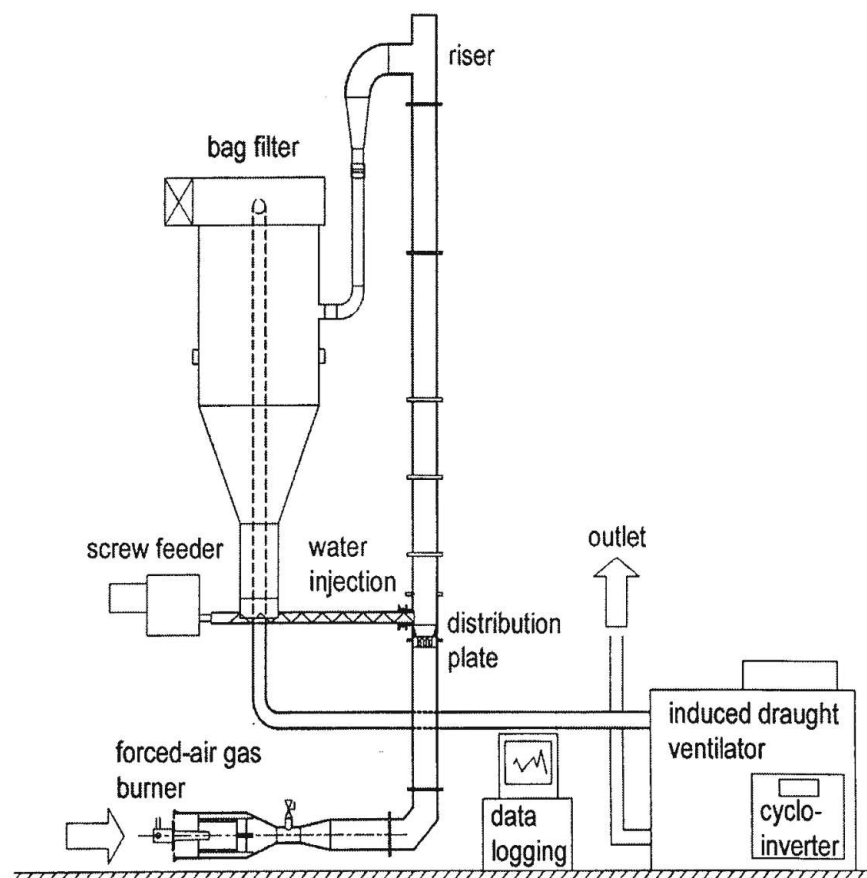 riser
bag filter
screw feeder
water
injection
outlet
distribution
plate
induced draught
ventilator
forced-air gas
burner
data
logging
cyclo-
inverter